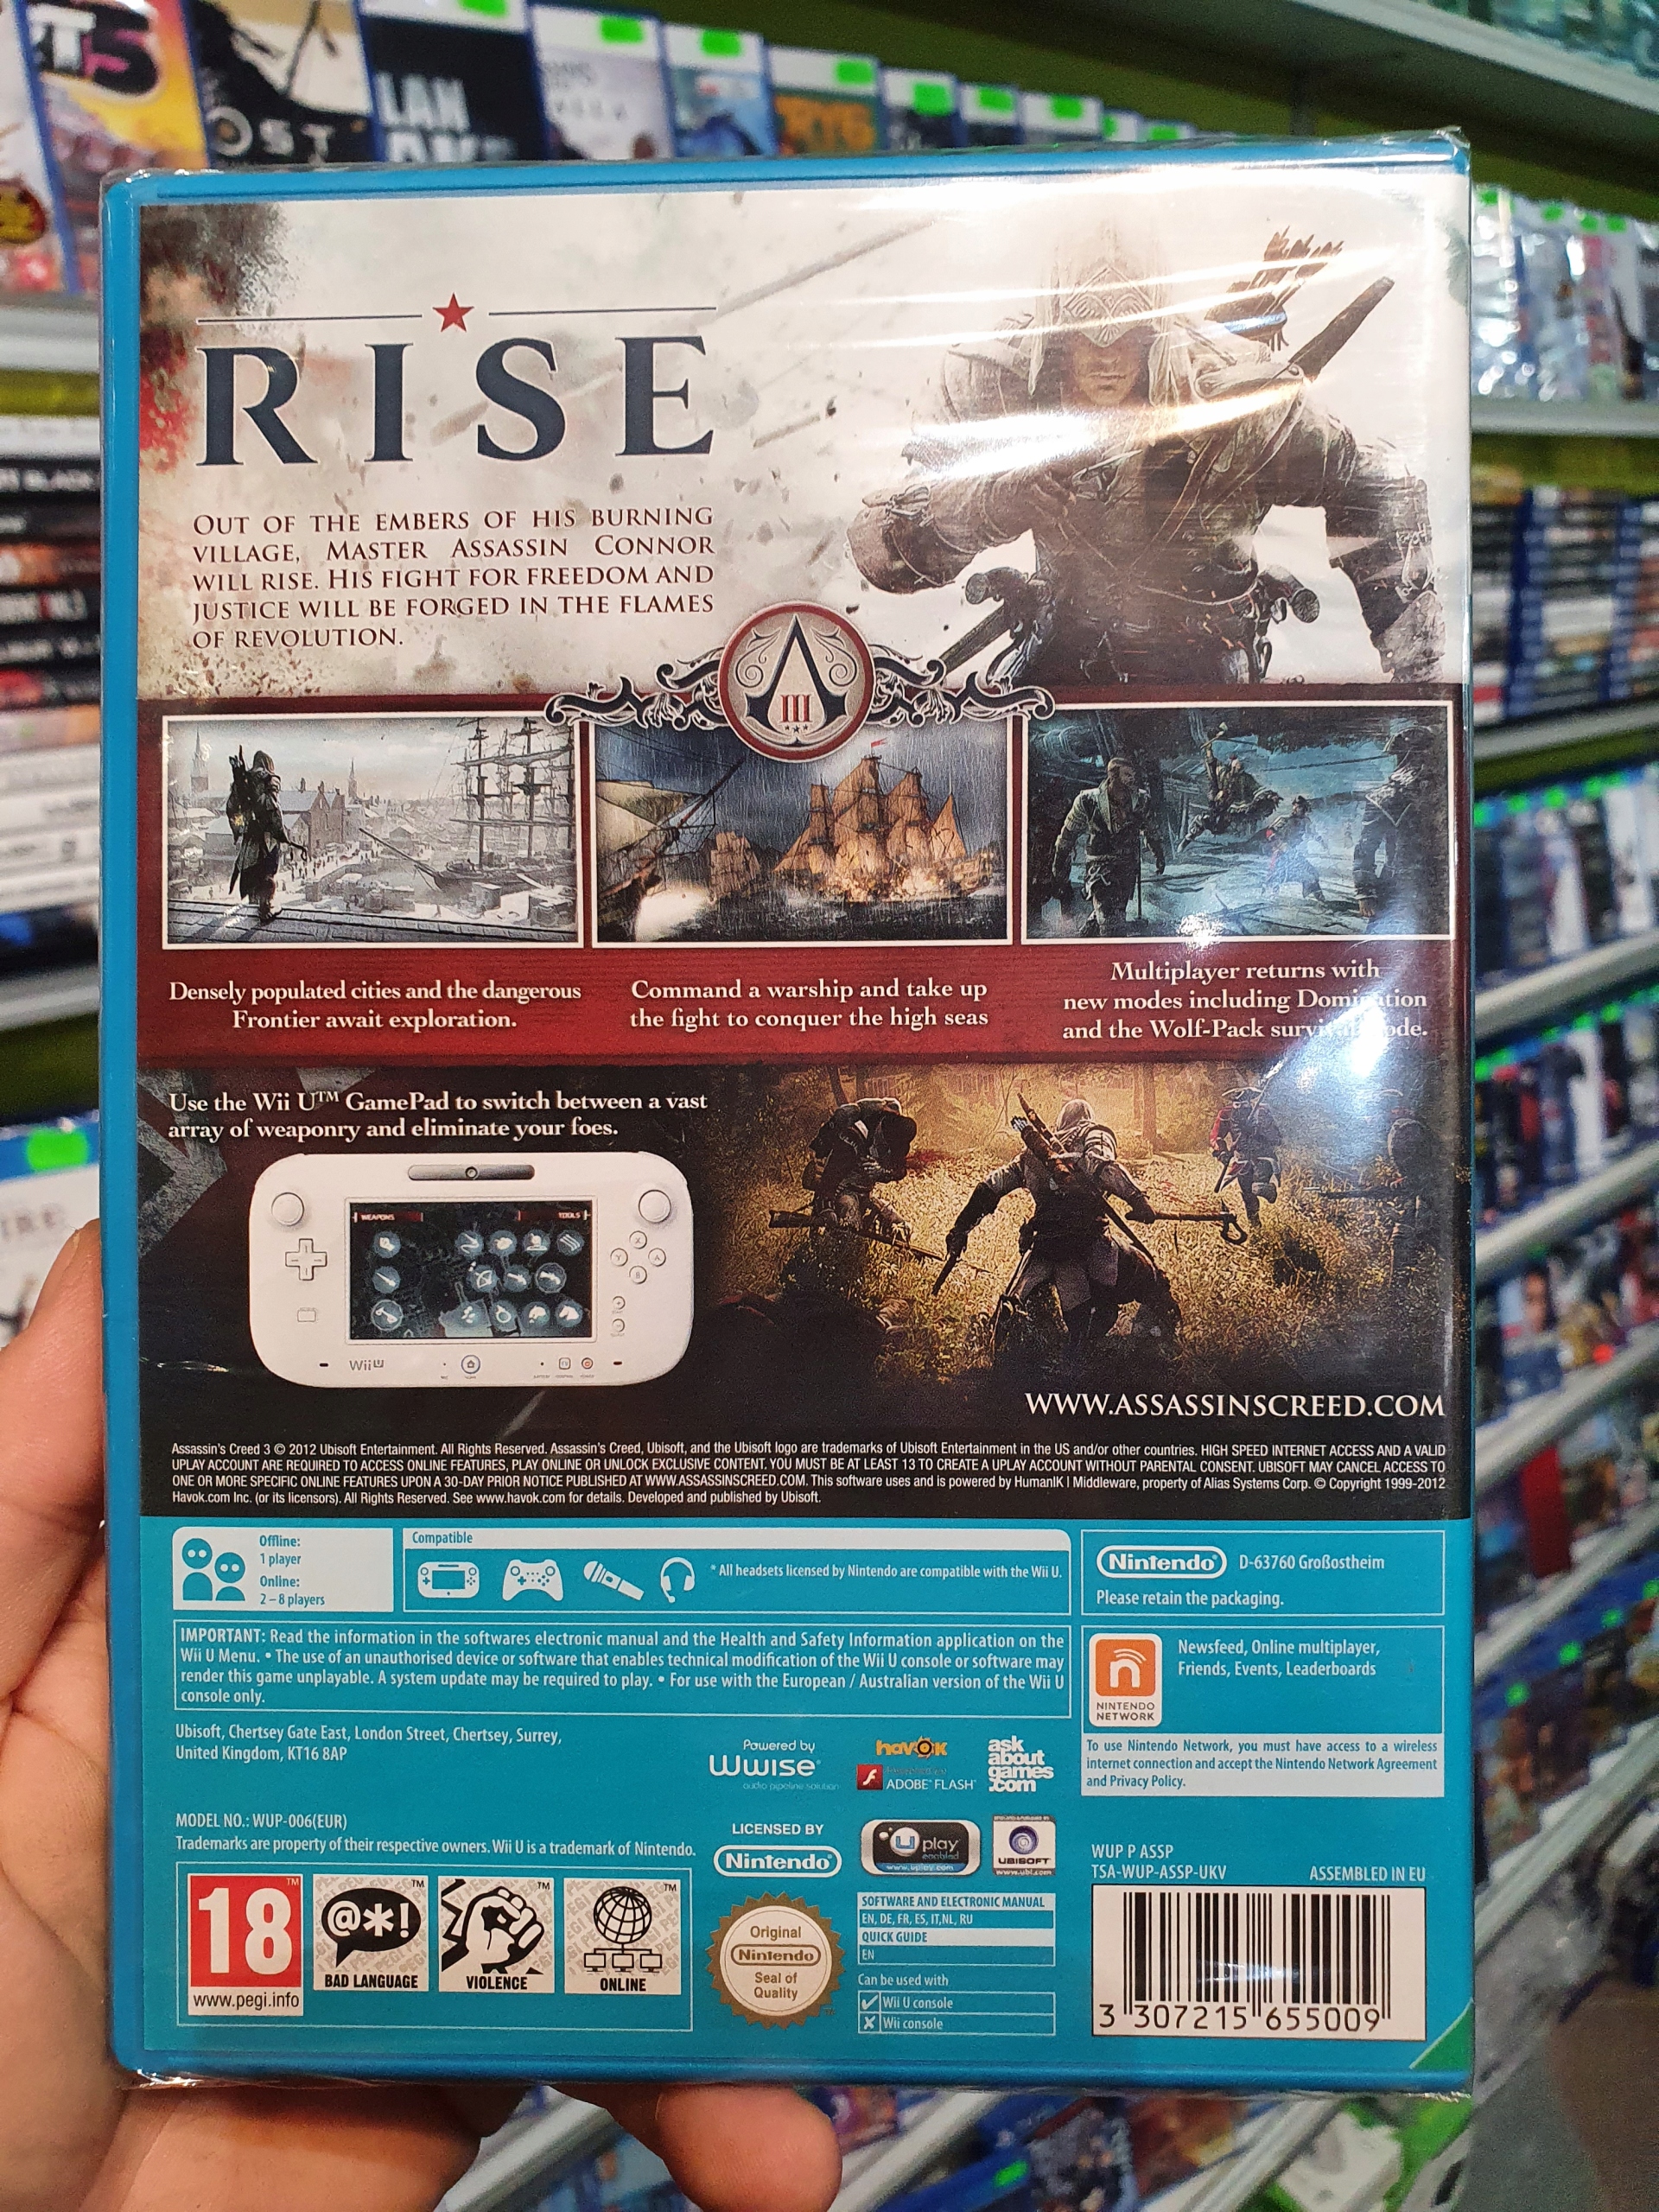 RISE
OUT OF THE EMBERS OF HIS BURNING
VILLAGE, MASTER ASSASSIN CONNOR
WILL RISE. HIS FIGHT FOR FREEDOM AND
JUSTICE WILL BE FORGED IN THE FLAMES
OF REVOLUTION.
III
Densely populated cities and the dangerous
Frontier await exploration.
Command a warship and take up
the fight to conquer the high seas
Multiplayer returns with
new modes including Domination
and the Wolf-Pack
Use the Wii U™ GamePad to switch between a vast
array of weaponry and eliminate your foes.
WEAPONS TOOLS
Wii U
WWW.ASSASSINSCREED.COM
Assassin's Creed 3 © 2012 Ubisoft Entertainment. All Rights Reserved. Assassin's Creed, Ubisoft, and the Ubisoft logo are trademarks of Ubisoft Entertainment in the US and/or other countries. HIGH SPEED INTERNET ACCESS AND A VALID
UPLAY ACCOUNT ARE REQUIRED TO ACCESS ONLINE FEATURES, PLAY ONLINE OR UNLOCK EXCLUSIVE CONTENT. YOU MUST BE AT LEAST 13 TO CREATE A UPLAY ACCOUNT WITHOUT PARENTAL CONSENT. UBISOFT MAY CANCEL ACCESS TO
ONE OR MORE SPECIFIC ONLINE FEATURES UPON A 30-DAY PRIOR NOTICE PUBLISHED AT WWW.ASSASSINSCREED.COM. This software uses and is powered by HumanIK | Middleware, property of Alias Systems Corp. © Copyright 1999-2012
Havok.com Inc. (or its licensors). All Rights Reserved. See www.havok.com for details. Developed and published by Ubisoft.
Offline:
1 player
Online:
2 – 8 players
Compatible
* All headsets licensed by Nintendo are compatible with the Wii U.
Nintendo® D-63760 Großostheim
Please retain the packaging.
IMPORTANT: Read the information in the softwares electronic manual and the Health and Safety Information application on the
Wii U Menu. • The use of an unauthorised device or software that enables technical modification of the Wii U console or software may
render this game unplayable. A system update may be required to play. • For use with the European / Australian version of the Wii U
console only.
NINTENDO
NETWORK
Newsfeed, Online multiplayer,
Friends, Events, Leaderboards
To use Nintendo Network, you must have access to a wireless
internet connection and accept the Nintendo Network Agreement
and Privacy Policy.
Ubisoft, Chertsey Gate East, London Street, Chertsey, Surrey,
United Kingdom, KT16 8AP
Powered by
Wwise®
audio pipeline solution
havok
ADOBE® FLASH®
ask
about
games
.com
MODEL NO.: WUP-006(EUR)
Trademarks are property of their respective owners. Wii U is a trademark of Nintendo.
LICENSED BY
Nintendo®
Uplay
enabled
www.uplay.com
UBISOFT
www.ubi.com
WUP P ASSP
TSA-WUP-ASSP-UKV ASSEMBLED IN EU
18
www.pegi.info
@*!
BAD LANGUAGE
VIOLENCE
ONLINE
Original
Nintendo
Seal of
Quality
SOFTWARE AND ELECTRONIC MANUAL
EN, DE, FR, ES, IT,NL, RU
QUICK GUIDE
EN
Can be used with
Wii U console
Wii console
3 307215 655009